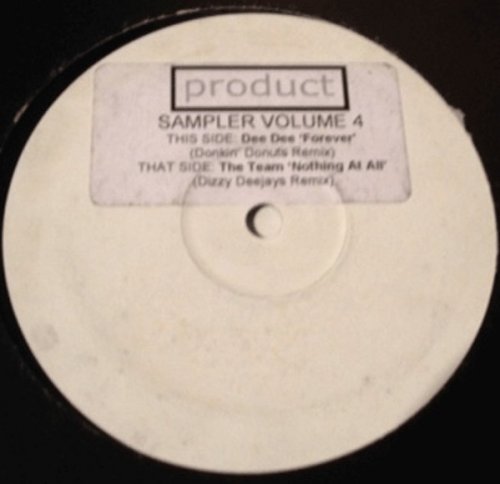 product
SAMPLER VOLUME 4
THIS SIDE: Dee Dee 'Forever'
(Donkin' Donuts Remix)
THAT SIDE: The Team 'Nothing At All'
(Dizzy Deejays Remix)